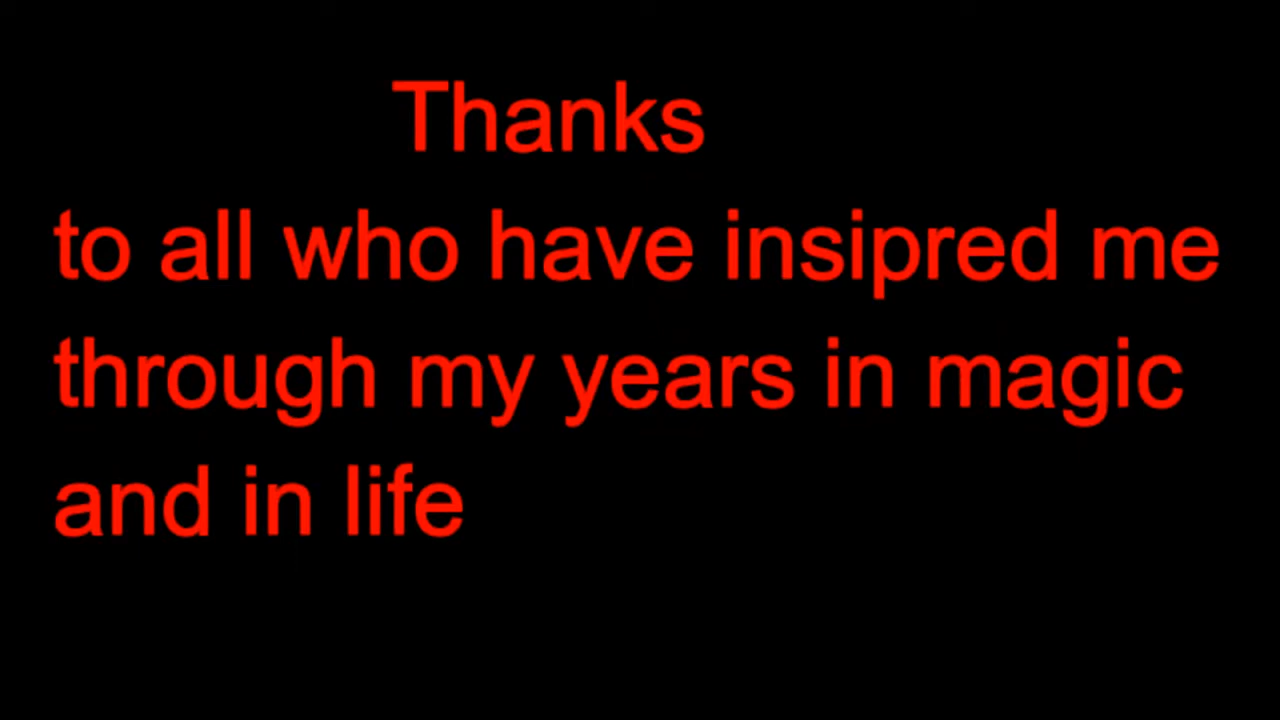 Thanks
to all who have insipred me
through my years in magic
and in life